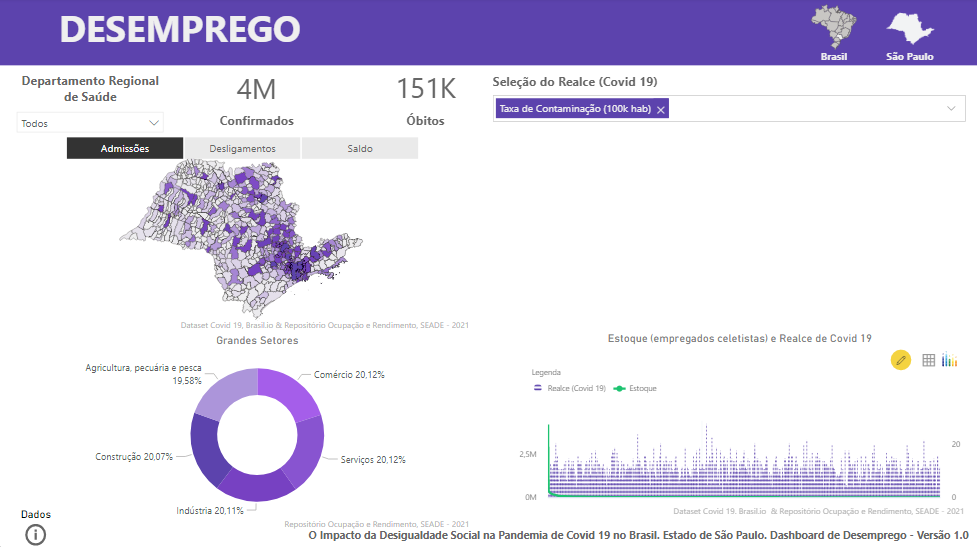 DESEMPREGO
Brasil
São Paulo
Departamento Regional
de Saúde
Todos
4M
Confirmados
151K
Óbitos
Seleção do Realce (Covid 19)
Taxa de Contaminação (100k hab) ×
Admissões
Desligamentos
Saldo
Dataset Covid 19, Brasil.io & Repositório Ocupação e Rendimento, SEADE - 2021
Grandes Setores
Agricultura, pecuária e pesca
19,58%
Comércio 20,12%
Construção 20,07%
Serviços 20,12%
Indústria 20,11%
Repositório Ocupação e Rendimento, SEADE - 2021
Estoque (empregados celetistas) e Realce de Covid 19
Legenda
Realce (Covid 19)
Estoque
2,5M
0M
20
0
Dataset Covid 19. Brasil.io & Repositório Ocupação e Rendimento, SEADE - 2021
Dados
O Impacto da Desigualdade Social na Pandemia de Covid 19 no Brasil. Estado de São Paulo. Dashboard de Desemprego - Versão 1.0